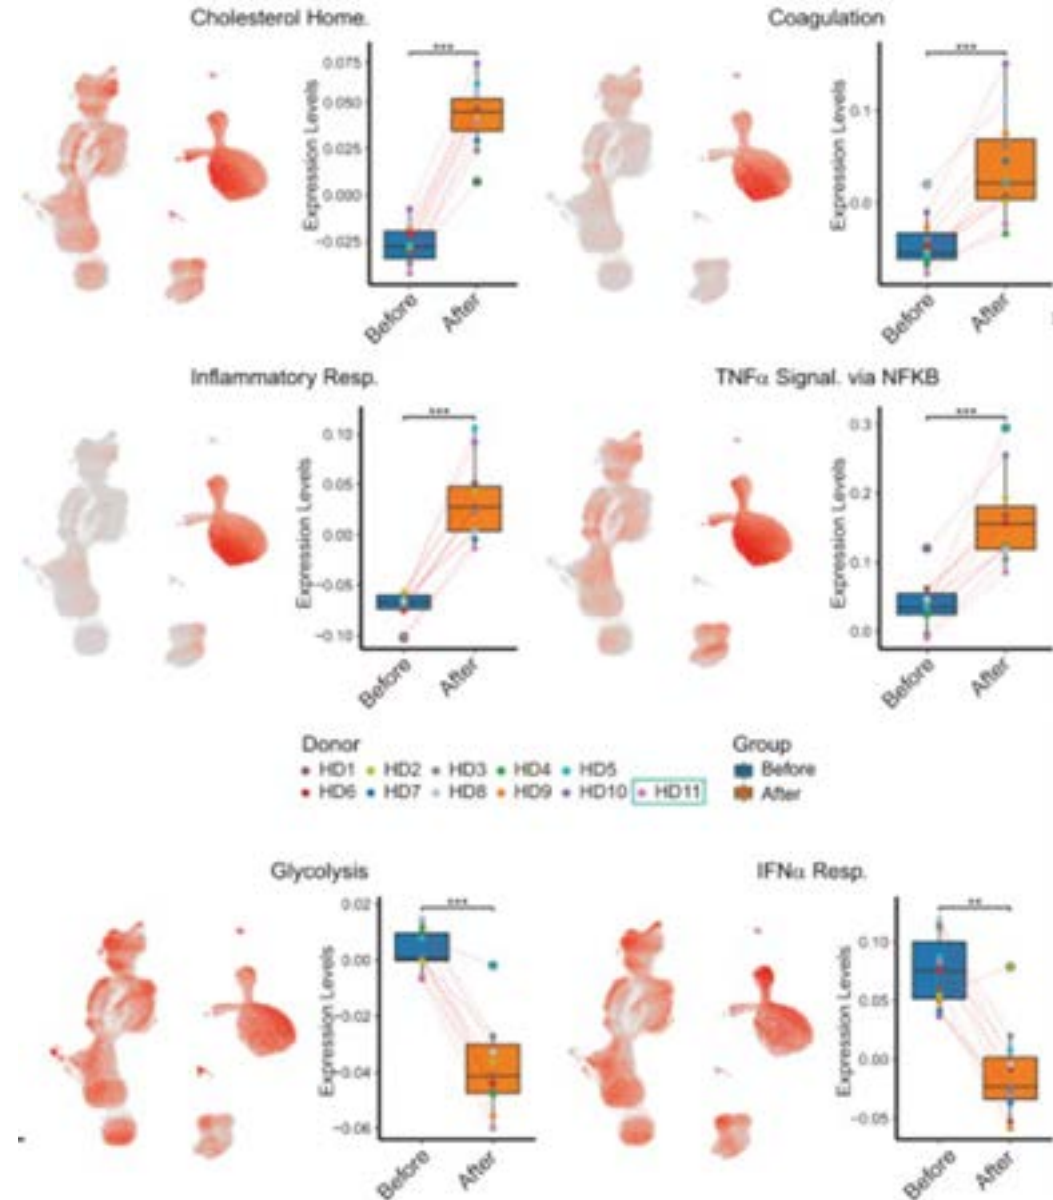 Cholesterol Home.
Coagulation
***
***
Expression Levels
0.075
0.050
0.025
0.000
−0.025
Expression Levels
0.1
0.0
Before
After
Before
After
Inflammatory Resp.
TNFα Signal. via NFKB
***
***
Expression Levels
0.10
0.05
0.00
−0.05
−0.10
Expression Levels
0.3
0.2
0.1
0.0
Before
After
Before
After
Donor
HD1 HD2 HD3 HD4 HD5
HD6 HD7 HD8 HD9 HD10 HD11
Group
Before
After
Glycolysis
IFNα Resp.
***
**
Expression Levels
0.02
0.00
−0.02
−0.04
−0.06
Expression Levels
0.10
0.05
0.00
−0.05
Before
After
Before
After